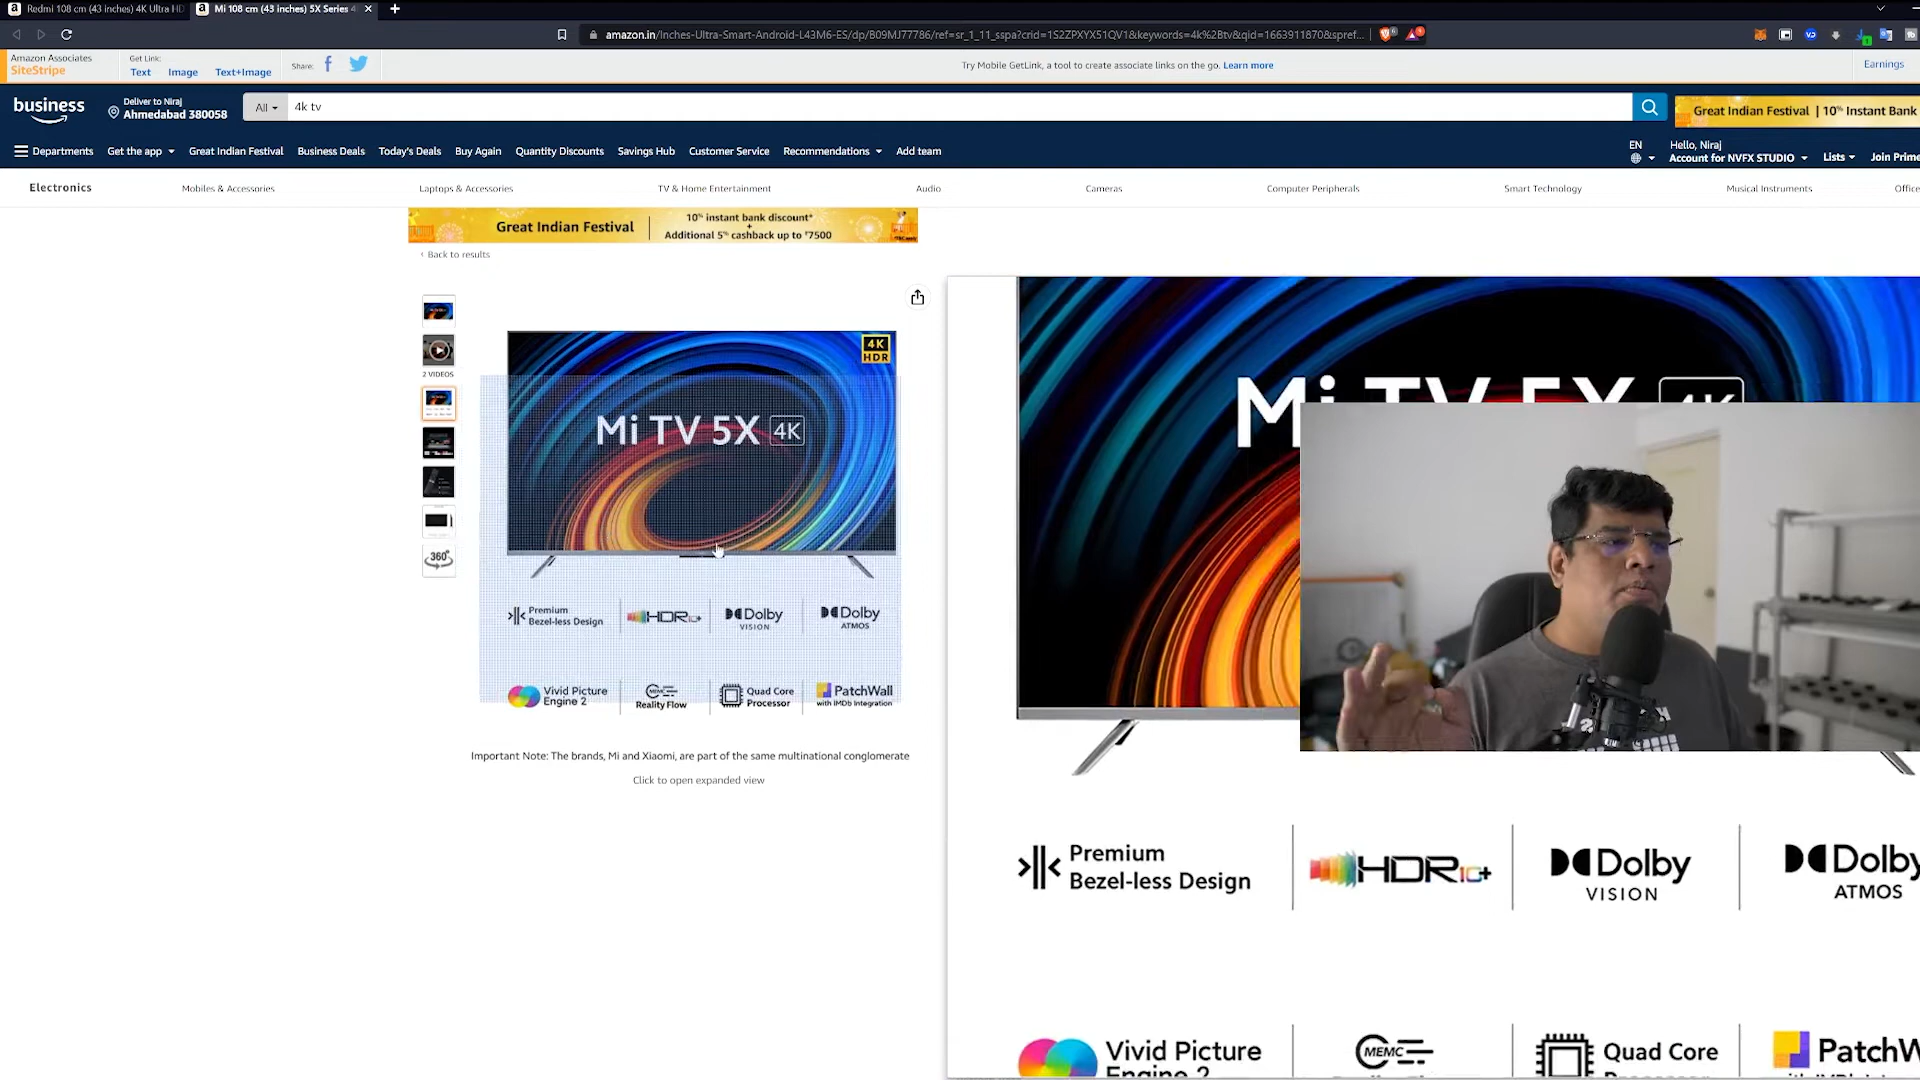 Redmi 108 cm (43 inches) 4K Ultra HD
Mi 108 cm (43 inches) 5X Series 4
amazon.in/Inches-Ultra-Smart-Android-L43M6-ES/dp/B09MJ77786/ref=sr_1_11_sspa?crid=1S2ZPXYX51QV1&keywords=4k%2Btv&qid=1663911870&spref...
Amazon Associates
SiteStripe
Get Link:
Text Image Text+Image
Share:
Try Mobile GetLink, a tool to create associate links on the go. Learn more
Earnings
business
Deliver to Niraj
Ahmedabad 380058
All
4k tv
Great Indian Festival | 10% Instant Bank
Departments Get the app Great Indian Festival Business Deals Today's Deals Buy Again Quantity Discounts Savings Hub Customer Service Recommendations Add team
EN
Hello, Niraj
Account for NVFX STUDIO
Lists
Join Prime
Electronics Mobiles & Accessories Laptops & Accessories TV & Home Entertainment Audio Cameras Computer Peripherals Smart Technology Musical Instruments Office
Great Indian Festival
10% instant bank discount*
+
Additional 5% cashback up to ₹7500
‹ Back to results
2 VIDEOS
360°
4K
HDR
Mi TV 5X 4K
Premium
Bezel-less Design
HDR10+
Dolby
VISION
Dolby
ATMOS
Vivid Picture
Engine 2
MEMC
Reality Flow
Quad Core
Processor
PatchWall
with IMDb Integration
Important Note: The brands, Mi and Xiaomi, are part of the same multinational conglomerate
Click to open expanded view
Mi TV 5X 4K
Premium
Bezel-less Design
HDR10+
Dolby
VISION
Dolby
ATMOS
Vivid Picture
Engine 2
MEMC
Quad Core
PatchW